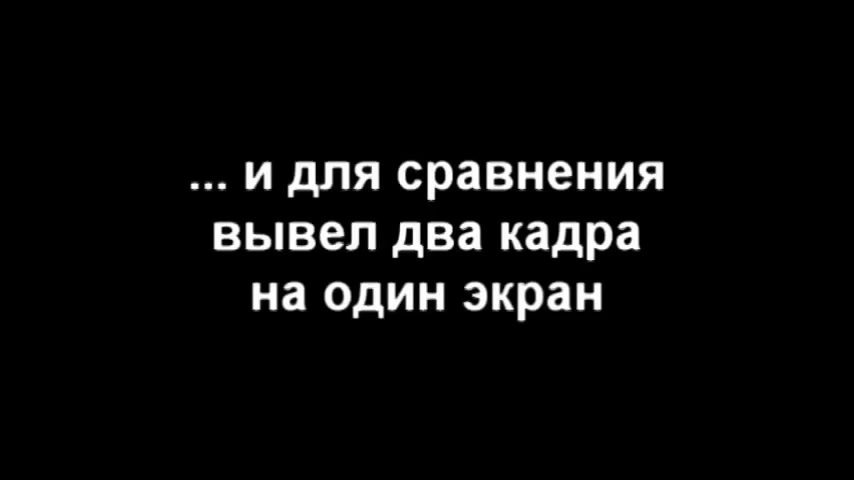 ... и для сравнения
вывел два кадра
на один экран